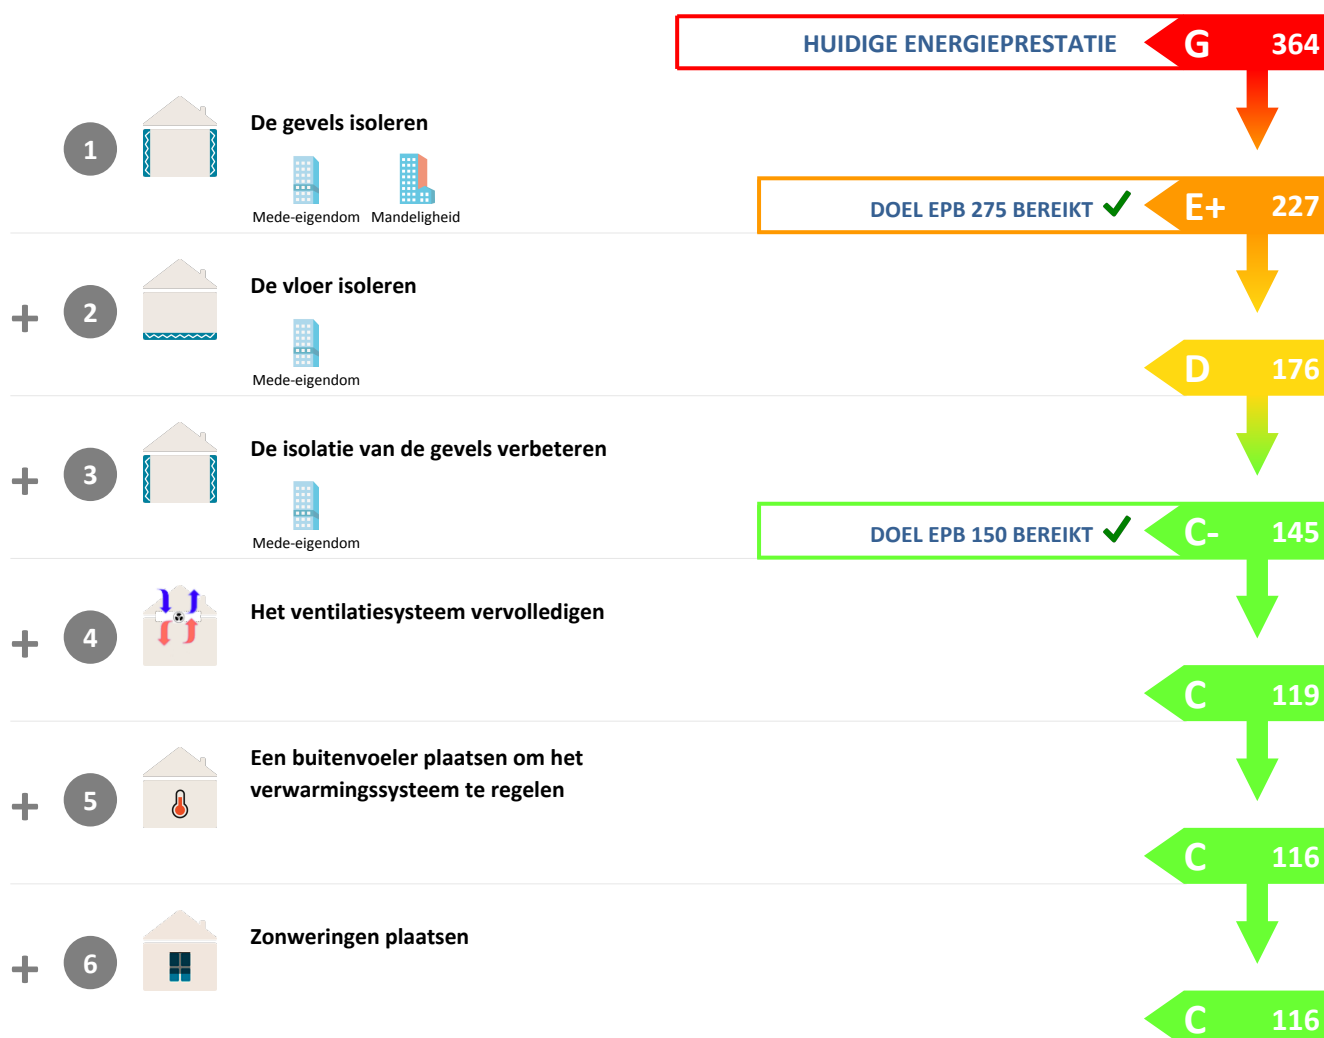 HUIDIGE ENERGIEPRESTATIE G 364
1 De gevels isoleren
Mede-eigendom Mandeligheid
DOEL EPB 275 BEREIKT E+ 227
+ 2 De vloer isoleren
Mede-eigendom
D 176
+ 3 De isolatie van de gevels verbeteren
Mede-eigendom
DOEL EPB 150 BEREIKT C- 145
+ 4 Het ventilatiesysteem vervolledigen
C 119
+ 5 Een buitenvoeler plaatsen om het
verwarmingssysteem te regelen
C 116
+ 6 Zonweringen plaatsen
C 116